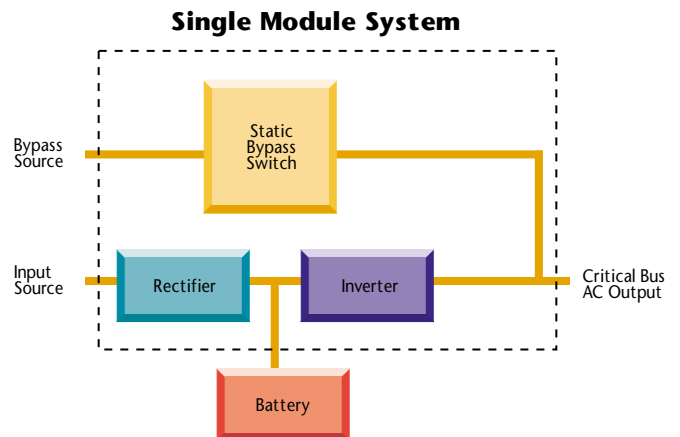 Single Module System
Static
Bypass
Switch
Bypass
Source
Input
Source
Rectifier
Inverter
Critical Bus
AC Output
Battery